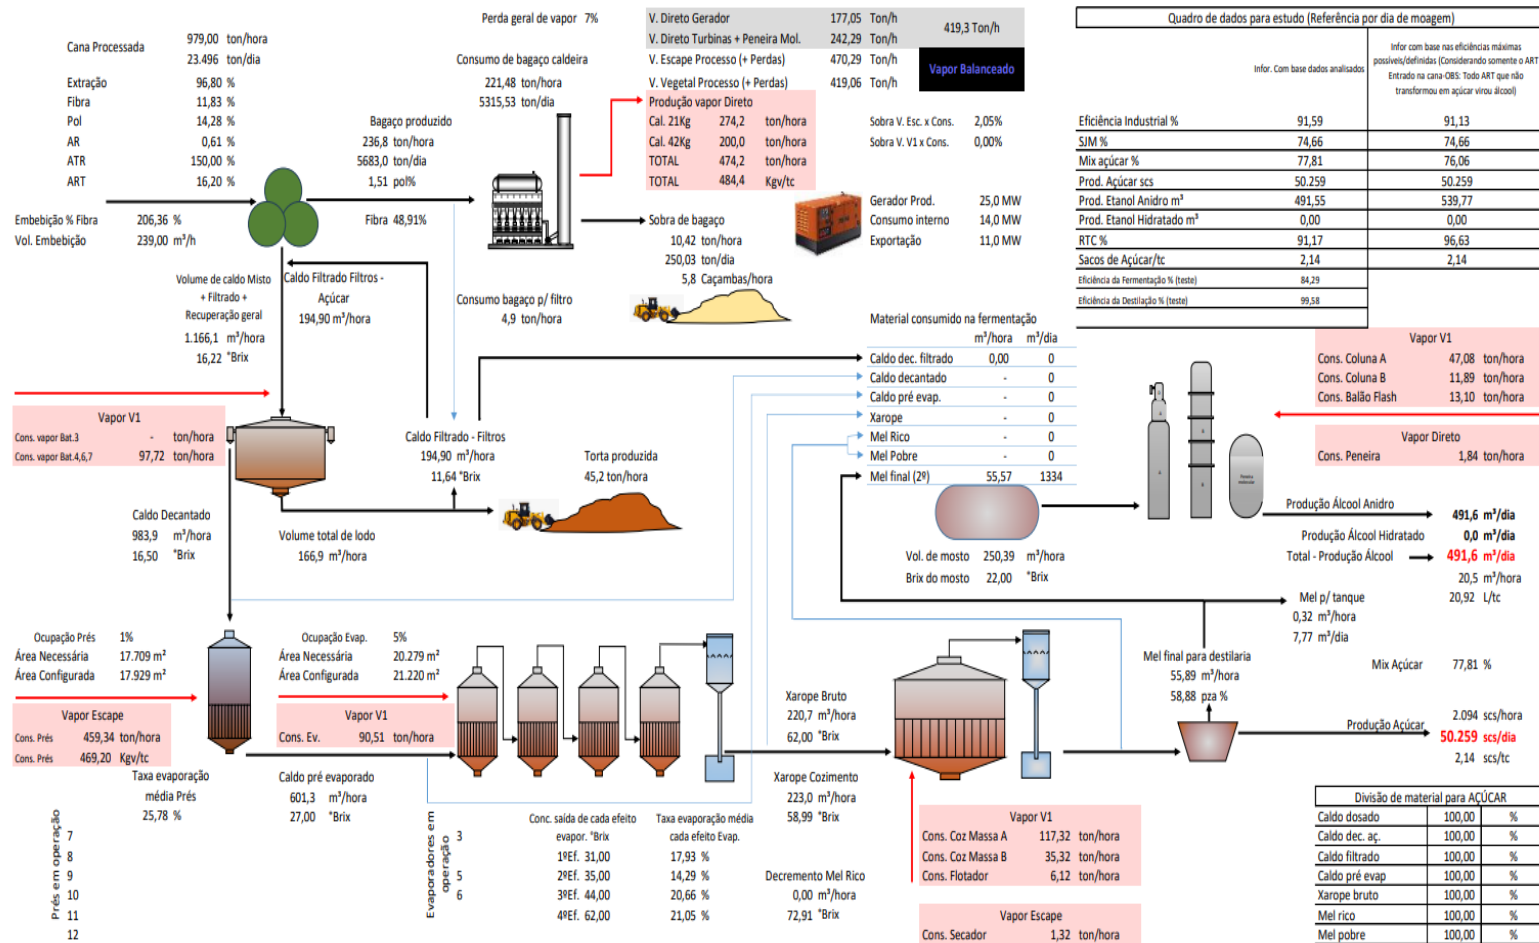 Perda geral de vapor 7%
Cana Processada 979,00 ton/hora
23.496 ton/dia
Extração 96,80 %
Fibra 11,83 %
Pol 14,28 %
AR 0,61 %
ATR 150,00 %
ART 16,20 %
Embebição % Fibra 206,36 %
Vol. Embebição 239,00 m³/h
Bagaço produzido
236,8 ton/hora
5683,0 ton/dia
1,51 pol%
Fibra 48,91%
Consumo de bagaço caldeira
221,48 ton/hora
5315,53 ton/dia
V. Direto Gerador 177,05 Ton/h
V. Direto Turbinas + Peneira Mol. 242,29 Ton/h
419,3 Ton/h
V. Escape Processo (+ Perdas) 470,29 Ton/h
V. Vegetal Processo (+ Perdas) 419,06 Ton/h
Vapor Balanceado
Produção vapor Direto
Cal. 21Kg 274,2 ton/hora
Cal. 42Kg 200,0 ton/hora
TOTAL 474,2 ton/hora
TOTAL 484,4 Kgv/tc
Sobra V. Esc. x Cons. 2,05%
Sobra V. V1 x Cons. 0,00%
Gerador Prod. 25,0 MW
Consumo interno 14,0 MW
Exportação 11,0 MW
Sobra de bagaço
10,42 ton/hora
250,03 ton/dia
5,8 Caçambas/hora
Quadro de dados para estudo (Referência por dia de moagem)
Infor. Com base dados analisados
Infor com base nas eficiências máximas
possíveis/definidas (Considerando somente o ART
Entrado na cana-OBS: Todo ART que não
transformou em açúcar virou álcool)
Eficiência Industrial % 91,59 91,13
SJM % 74,66 74,66
Mix açúcar % 77,81 76,06
Prod. Açúcar scs 50.259 50.259
Prod. Etanol Anidro m³ 491,55 539,77
Prod. Etanol Hidratado m³ 0,00 0,00
RTC % 91,17 96,63
Sacos de Açúcar/tc 2,14 2,14
Eficiência da Fermentação % (teste) 84,29
Eficiência da Destilação % (teste) 99,58
Volume de caldo Misto
+ Filtrado +
Recuperação geral
1.166,1 m³/hora
16,22 °Brix
Caldo Filtrado Filtros -
Açúcar
194,90 m³/hora
Consumo bagaço p/ filtro
4,9 ton/hora
Material consumido na fermentação
m³/hora m³/dia
Caldo dec. filtrado 0,00 0
Caldo decantado - 0
Caldo pré evap. - 0
Xarope - 0
Mel Rico - 0
Mel Pobre - 0
Mel final (2º) 55,57 1334
Vapor V1
Cons. Coluna A 47,08 ton/hora
Cons. Coluna B 11,89 ton/hora
Cons. Balão Flash 13,10 ton/hora
Vapor Direto
Cons. Peneira 1,84 ton/hora
Vapor V1
Cons. vapor Bat.3 - ton/hora
Cons. vapor Bat.4,6,7 97,72 ton/hora
Caldo Filtrado - Filtros
194,90 m³/hora
11,64 °Brix
Torta produzida
45,2 ton/hora
Caldo Decantado
983,9 m³/hora
16,50 °Brix
Volume total de lodo
166,9 m³/hora
Vol. de mosto 250,39 m³/hora
Brix do mosto 22,00 °Brix
Produção Álcool Anidro 491,6 m³/dia
Produção Álcool Hidratado 0,0 m³/dia
Total - Produção Álcool 491,6 m³/dia
20,5 m³/hora
20,92 L/tc
Mel p/ tanque
0,32 m³/hora
7,77 m³/dia
Ocupação Prés 1%
Área Necessária 17.709 m²
Área Configurada 17.929 m²
Ocupação Evap. 5%
Área Necessária 20.279 m²
Área Configurada 21.220 m²
Vapor Escape
Cons. Prés 459,34 ton/hora
Cons. Prés 469,20 Kgv/tc
Vapor V1
Cons. Ev. 90,51 ton/hora
Taxa evaporação
média Prés
25,78 %
Caldo pré evaporado
601,3 m³/hora
27,00 °Brix
Xarope Bruto
220,7 m³/hora
62,00 °Brix
Xarope Cozimento
223,0 m³/hora
58,99 °Brix
Mel final para destilaria
55,89 m³/hora
58,88 pza %
Mix Açúcar 77,81 %
Produção Açúcar
2.094 scs/hora
50.259 scs/dia
2,14 scs/tc
Prés em operação
7
8
9
10
11
12
Evaporadores em
operação
3
5
6
Conc. saída de cada efeito
evapor. °Brix
1ºEf. 31,00
2ºEf. 35,00
3ºEf. 44,00
4ºEf. 62,00
Taxa evaporação média
cada efeito Evap.
17,93 %
14,29 %
20,66 %
21,05 %
Decremento Mel Rico
0,00 m³/hora
72,91 °Brix
Vapor V1
Cons. Coz Massa A 117,32 ton/hora
Cons. Coz Massa B 35,32 ton/hora
Cons. Flotador 6,12 ton/hora
Vapor Escape
Cons. Secador 1,32 ton/hora
Divisão de material para AÇÚCAR
Caldo dosado 100,00 %
Caldo dec. aç. 100,00 %
Caldo filtrado 100,00 %
Caldo pré evap 100,00 %
Xarope bruto 100,00 %
Mel rico 100,00 %
Mel pobre 100,00 %